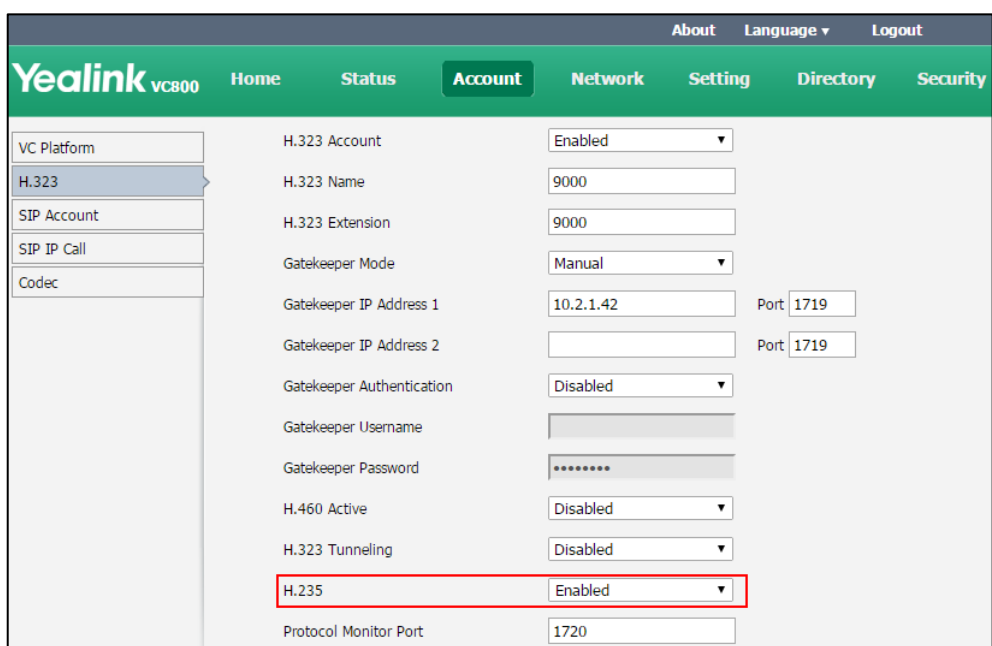 About Language ▾ Logout
Yealink VC800 Home Status Account Network Setting Directory Security
VC Platform
H.323
SIP Account
SIP IP Call
Codec
H.323 Account Enabled
H.323 Name 9000
H.323 Extension 9000
Gatekeeper Mode Manual
Gatekeeper IP Address 1 10.2.1.42 Port 1719
Gatekeeper IP Address 2 Port 1719
Gatekeeper Authentication Disabled
Gatekeeper Username
Gatekeeper Password ••••••••
H.460 Active Disabled
H.323 Tunneling Disabled
H.235 Enabled
Protocol Monitor Port 1720